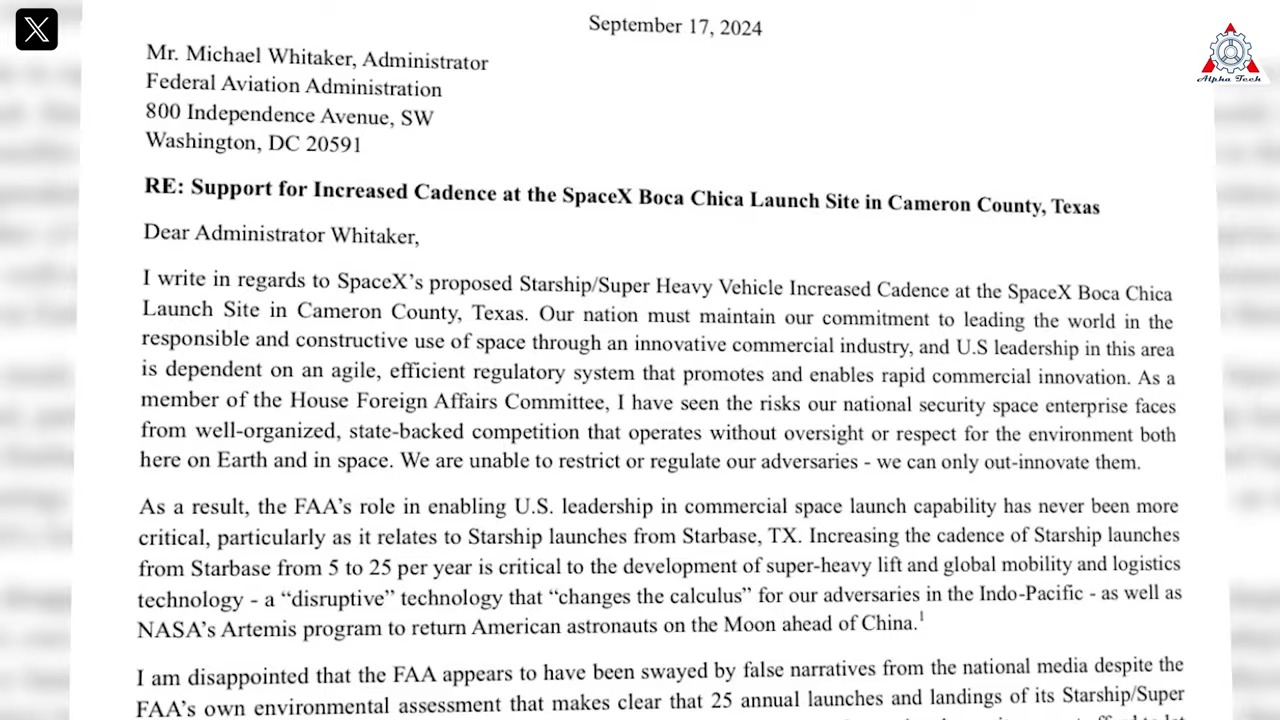 September 17, 2024
Mr. Michael Whitaker, Administrator
Federal Aviation Administration
800 Independence Avenue, SW
Washington, DC 20591
RE: Support for Increased Cadence at the SpaceX Boca Chica Launch Site in Cameron County, Texas
Dear Administrator Whitaker,
I write in regards to SpaceX’s proposed Starship/Super Heavy Vehicle Increased Cadence at the SpaceX Boca Chica
Launch Site in Cameron County, Texas. Our nation must maintain our commitment to leading the world in the
responsible and constructive use of space through an innovative commercial industry, and U.S leadership in this area
is dependent on an agile, efficient regulatory system that promotes and enables rapid commercial innovation. As a
member of the House Foreign Affairs Committee, I have seen the risks our national security space enterprise faces
from well-organized, state-backed competition that operates without oversight or respect for the environment both
here on Earth and in space. We are unable to restrict or regulate our adversaries - we can only out-innovate them.
As a result, the FAA’s role in enabling U.S. leadership in commercial space launch capability has never been more
critical, particularly as it relates to Starship launches from Starbase, TX. Increasing the cadence of Starship launches
from Starbase from 5 to 25 per year is critical to the development of super-heavy lift and global mobility and logistics
technology - a “disruptive” technology that “changes the calculus” for our adversaries in the Indo-Pacific - as well as
NASA’s Artemis program to return American astronauts on the Moon ahead of China.¹
I am disappointed that the FAA appears to have been swayed by false narratives from the national media despite the
FAA’s own environmental assessment that makes clear that 25 annual launches and landings of its Starship/Super
Alpha Tech